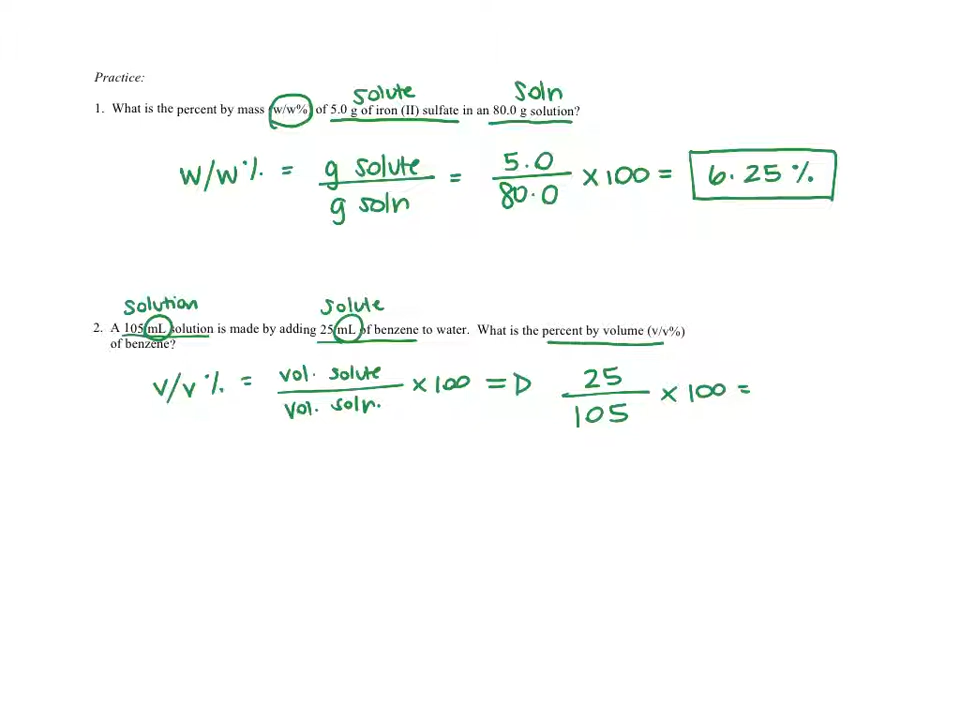 Practice:
solute soln
1. What is the percent by mass (w/w%) of 5.0 g of iron (II) sulfate in an 80.0 g solution?
w/w % = g solute / g soln = 5.0 / 80.0 x 100 = 6.25 %
solution solute
2. A 105 mL solution is made by adding 25 mL of benzene to water. What is the percent by volume (v/v%)
of benzene?
v/v % = vol. solute / vol. soln. x 100 = D 25 / 105 x 100 =